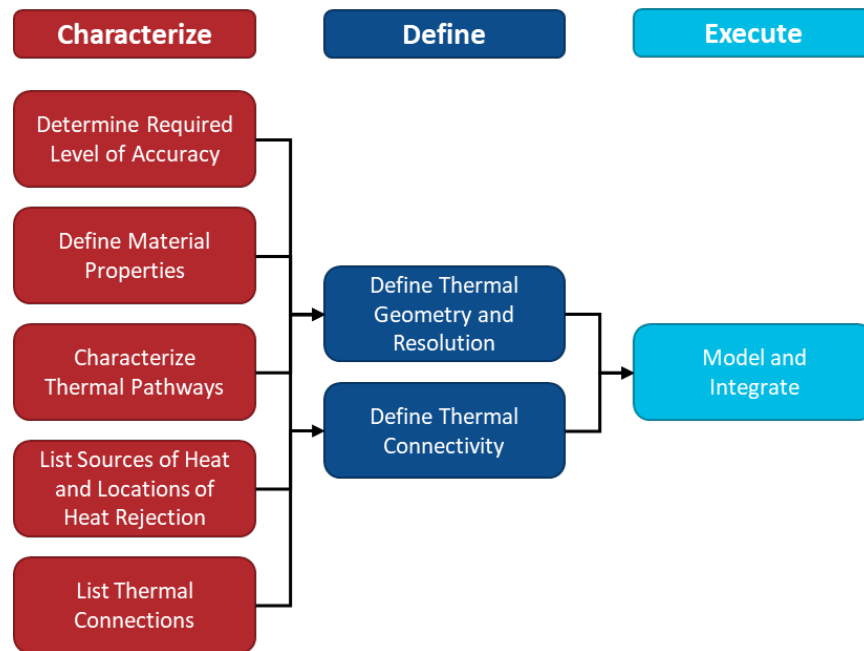 Characterize
Define
Execute
Determine Required
Level of Accuracy
Define Material
Properties
Characterize
Thermal Pathways
List Sources of Heat
and Locations of
Heat Rejection
List Thermal
Connections
Define Thermal
Geometry and
Resolution
Define Thermal
Connectivity
Model and
Integrate